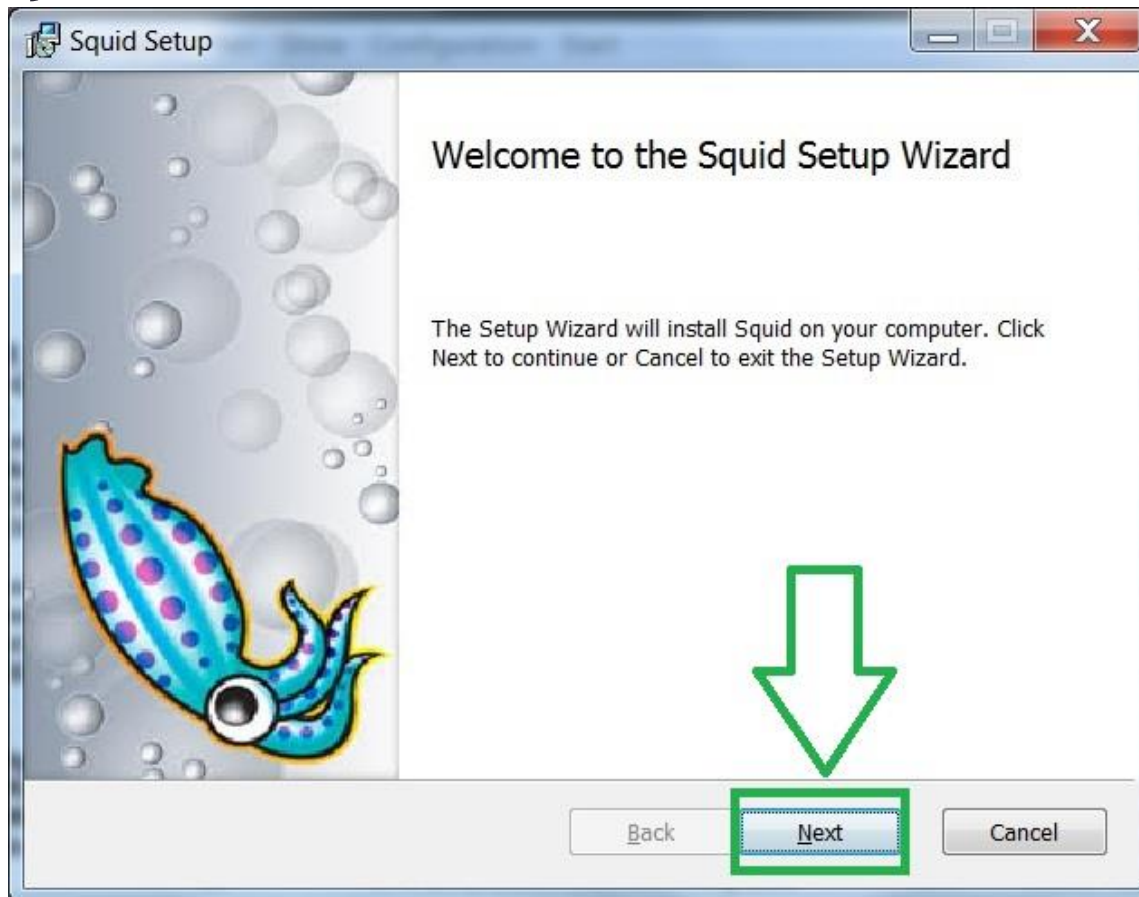 Squid Setup
Welcome to the Squid Setup Wizard
The Setup Wizard will install Squid on your computer. Click
Next to continue or Cancel to exit the Setup Wizard.
Back Next Cancel